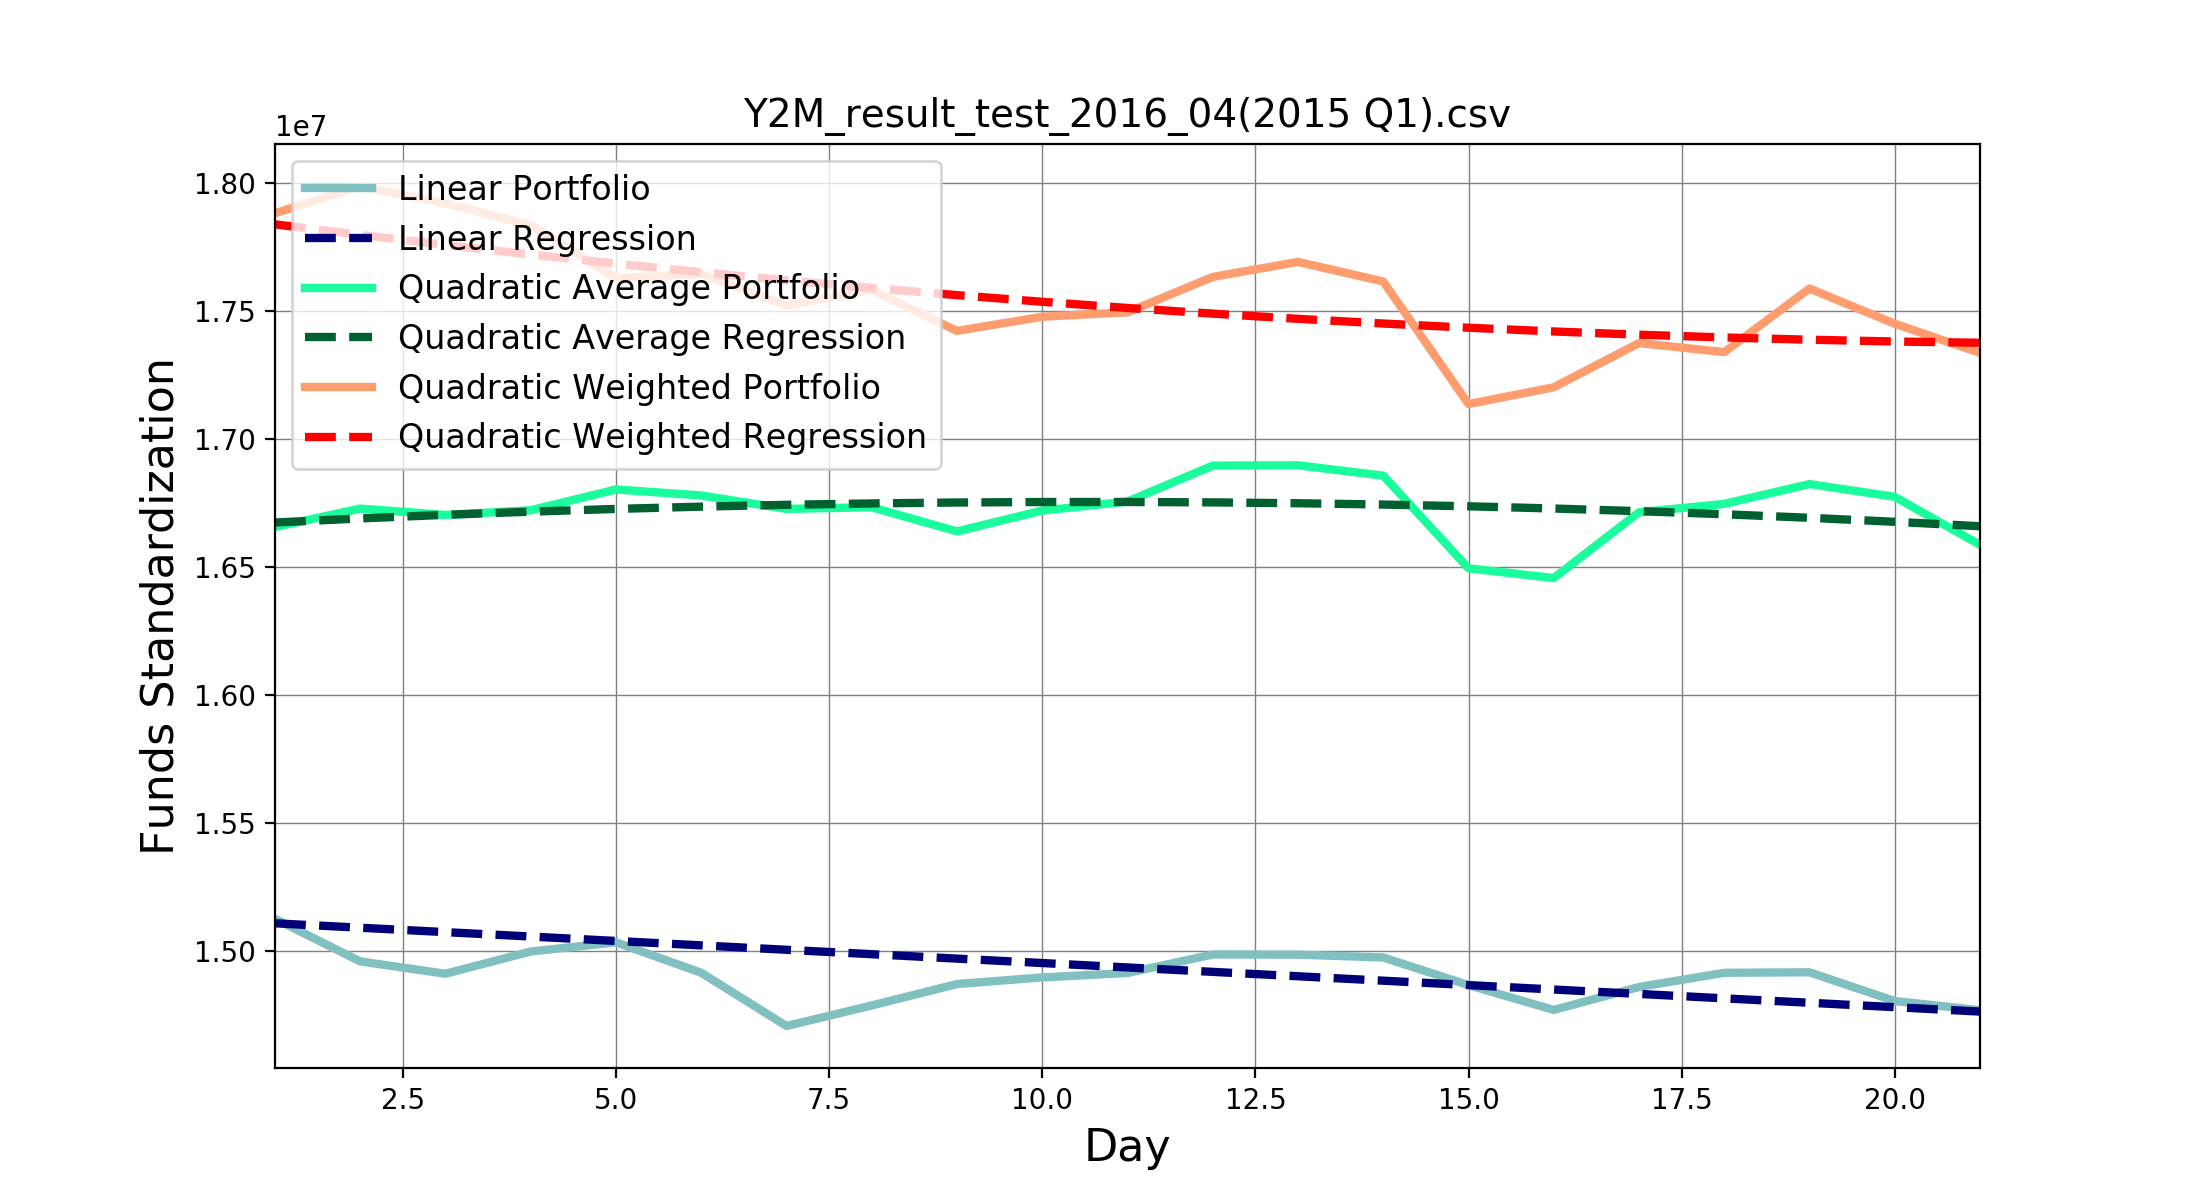 Y2M_result_test_2016_04(2015 Q1).csv
1e7
1.80
1.75
1.70
1.65
1.60
1.55
1.50
Funds Standardization
Linear Portfolio
Linear Regression
Quadratic Average Portfolio
Quadratic Average Regression
Quadratic Weighted Portfolio
Quadratic Weighted Regression
2.5 5.0 7.5 10.0 12.5 15.0 17.5 20.0
Day